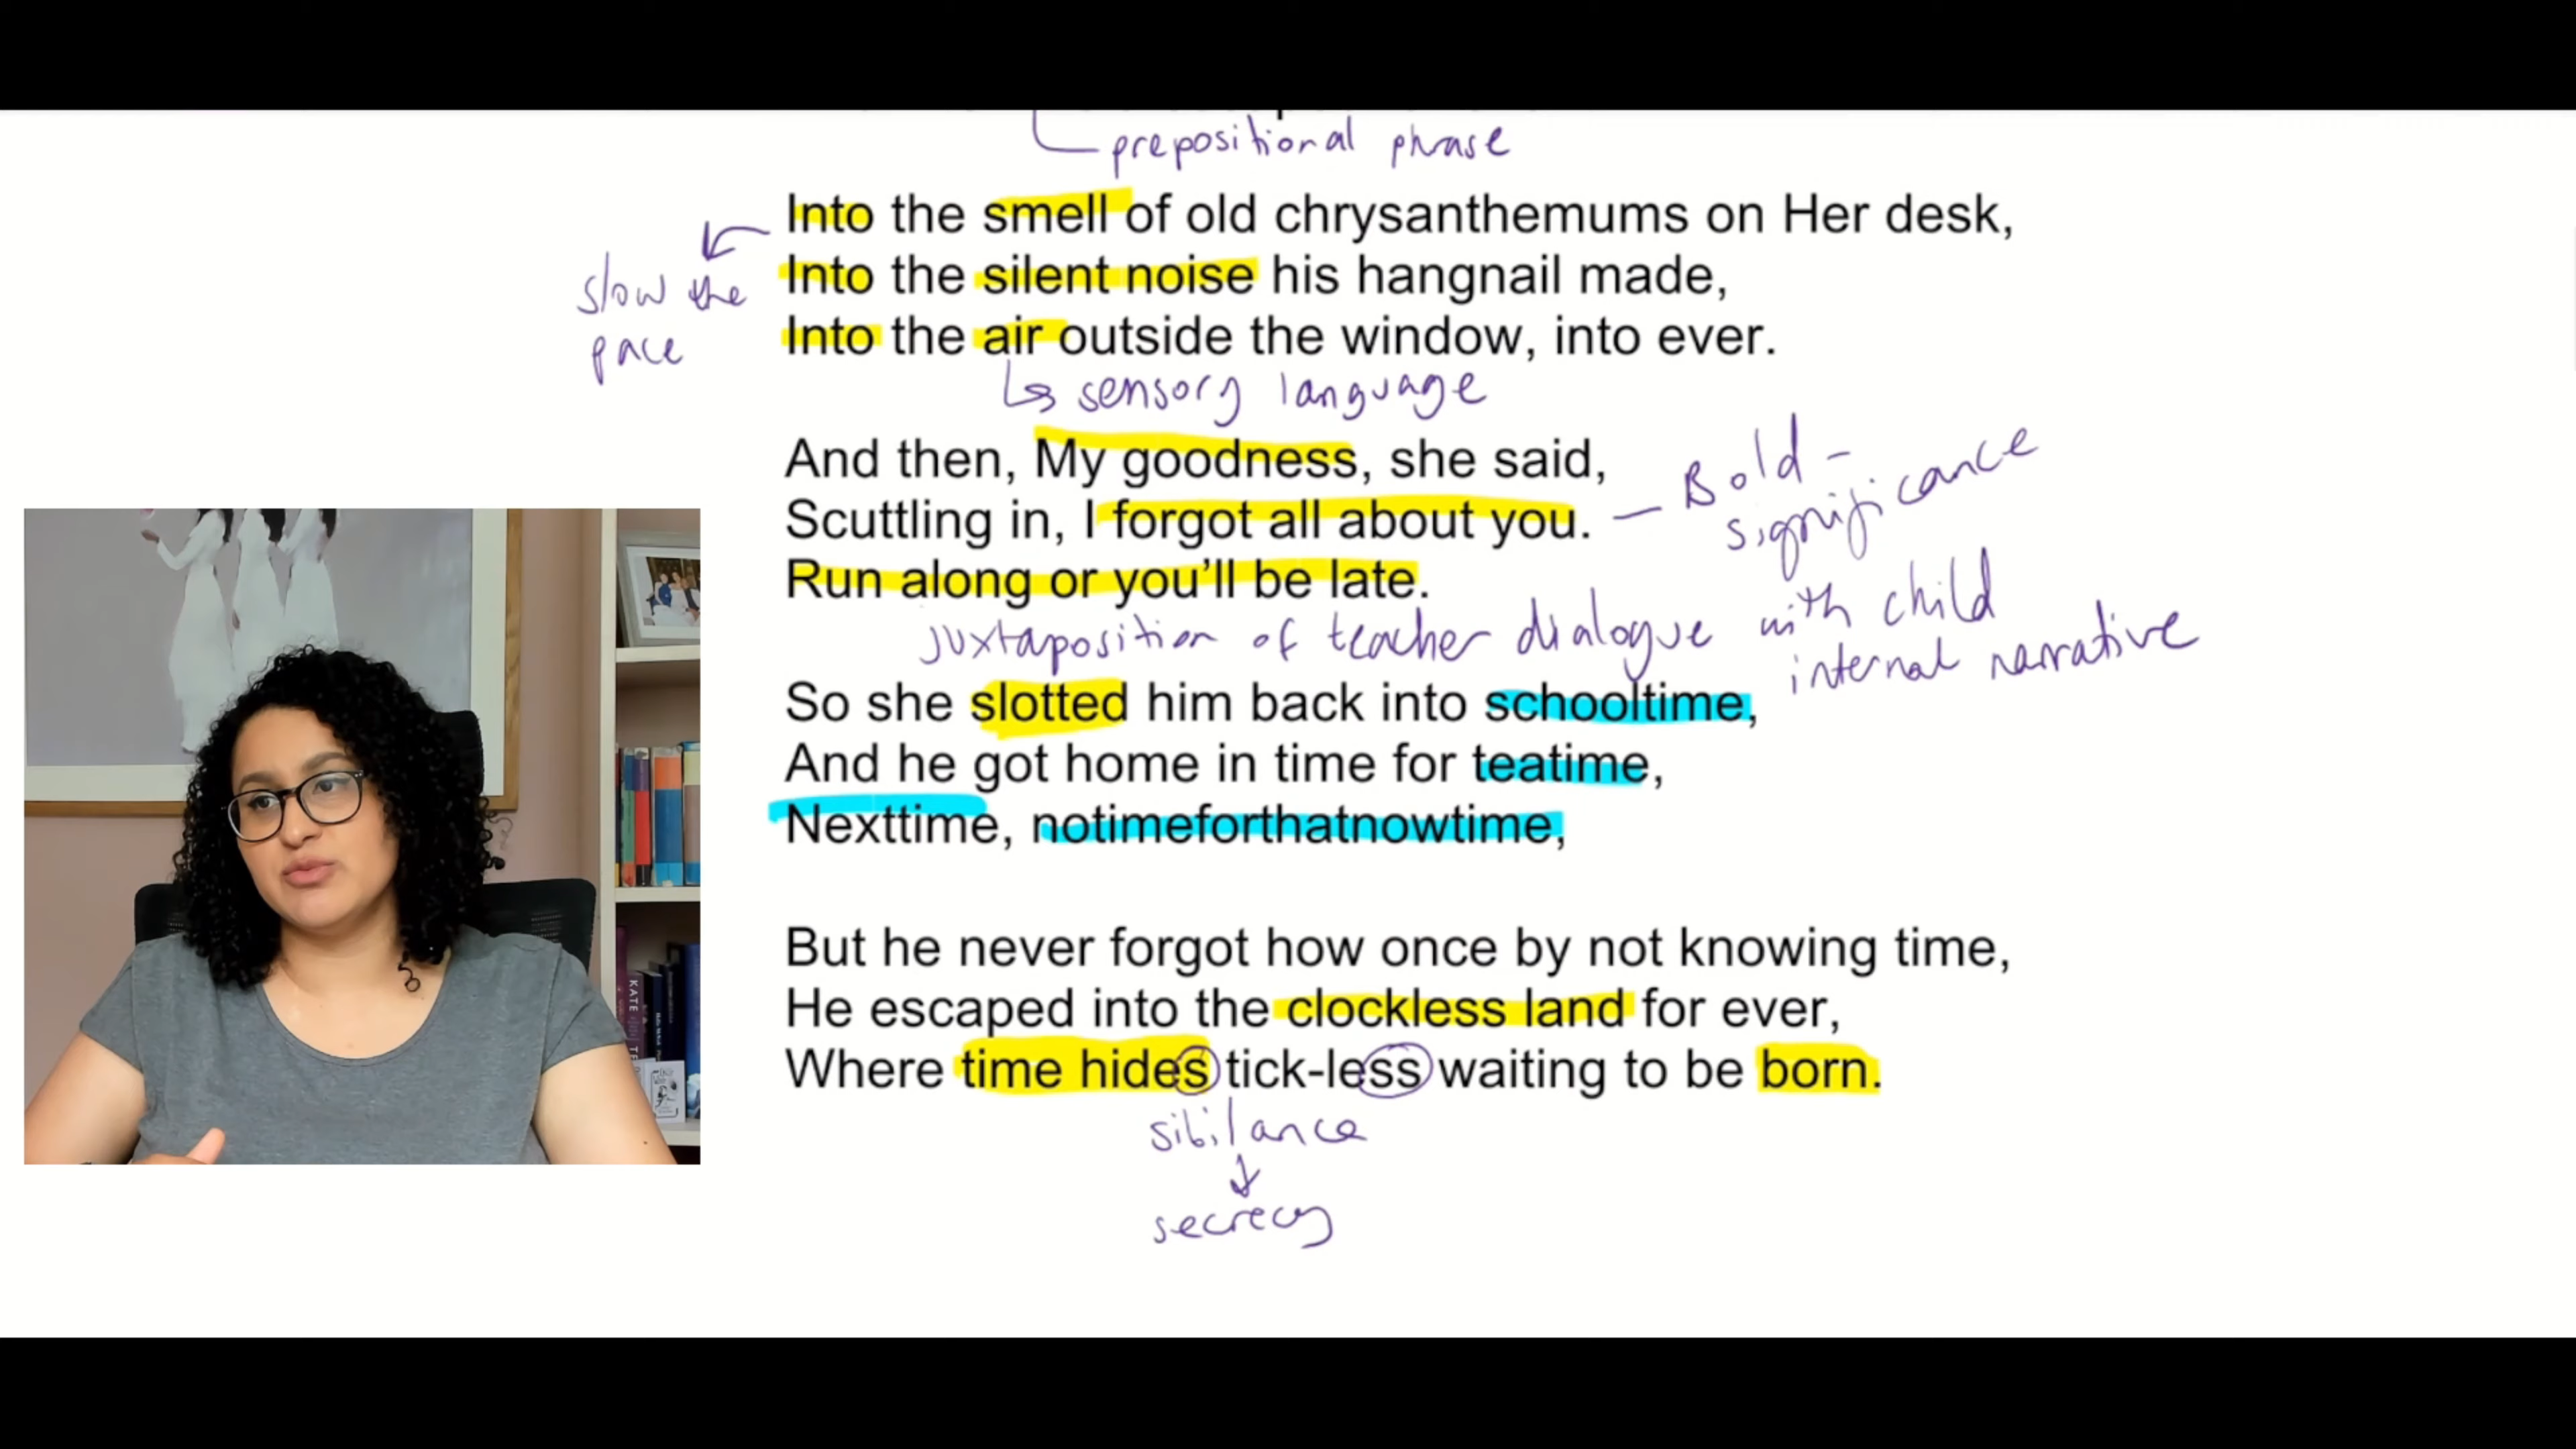 prepositional phrase
Into the smell of old chrysanthemums on Her desk,
Into the silent noise his hangnail made,
Into the air outside the window, into ever.
slow the
pace
sensory language
And then, My goodness, she said,
Scuttling in, I forgot all about you.
Run along or you'll be late.
Bold -
significance
juxtaposition of teacher dialogue with child
internal narrative
So she slotted him back into schooltime,
And he got home in time for teatime,
Nexttime, notimeforthatnowtime,
But he never forgot how once by not knowing time,
He escaped into the clockless land for ever,
Where time hides tick-less waiting to be born.
sibilance
secrecy
KATE